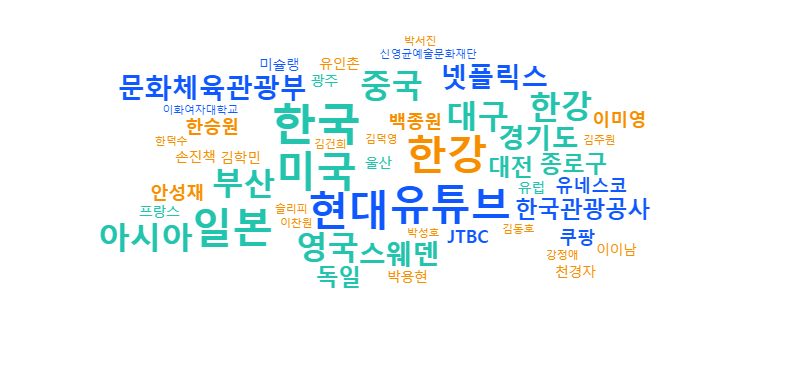 박서진
신영균예술문화재단
미슐랭 유인촌
문화체육관광부 광주 중국 넷플릭스
이화여자대학교 한국 백종원 대구 한강 이미영
한승원
한덕수 김건희 김덕영 한강 경기도 김주원
손진책 김학민 미국 울산 대전 종로구
안성재 부산 유럽 유네스코
프랑스 일본 슬리피 현대 유튜브 한국관광공사
이찬원
아시아 영국 스웨덴 박성호 JTBC 김동호 쿠팡
강정애 이이남
독일 박용현 천경자